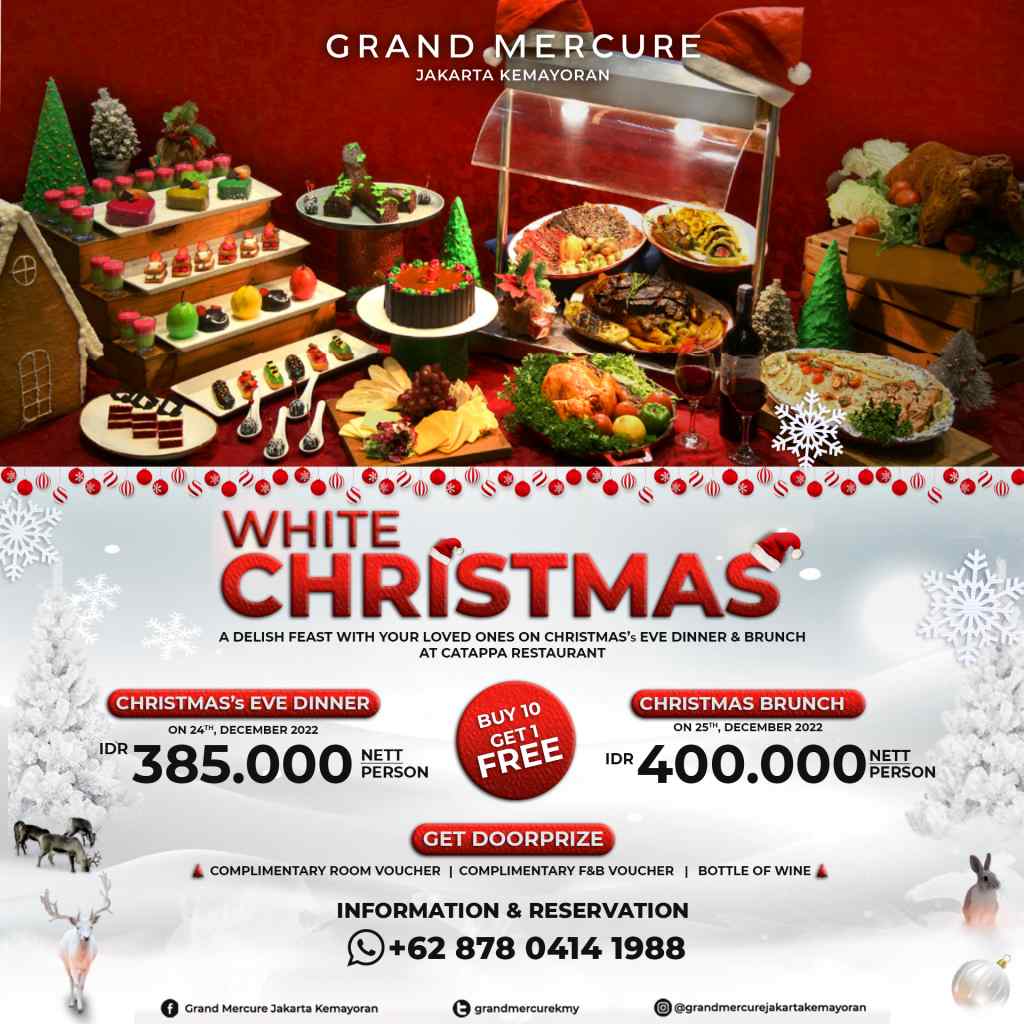 GRAND MERCURE
JAKARTA KEMAYORAN
WHITE
CHRISTMAS
A DELISH FEAST WITH YOUR LOVED ONES ON CHRISTMAS's EVE DINNER & BRUNCH
AT CATAPPA RESTAURANT
CHRISTMAS's EVE DINNER
ON 24TH, DECEMBER 2022
IDR 385.000 NETT
PERSON
BUY 10
GET 1
FREE
CHRISTMAS BRUNCH
ON 25TH, DECEMBER 2022
IDR 400.000 NETT
PERSON
GET DOORPRIZE
COMPLIMENTARY ROOM VOUCHER | COMPLIMENTARY F&B VOUCHER | BOTTLE OF WINE
INFORMATION & RESERVATION
+62 878 0414 1988
Grand Mercure Jakarta Kemayoran grandmercurekmy @grandmercurejakartakemayoran